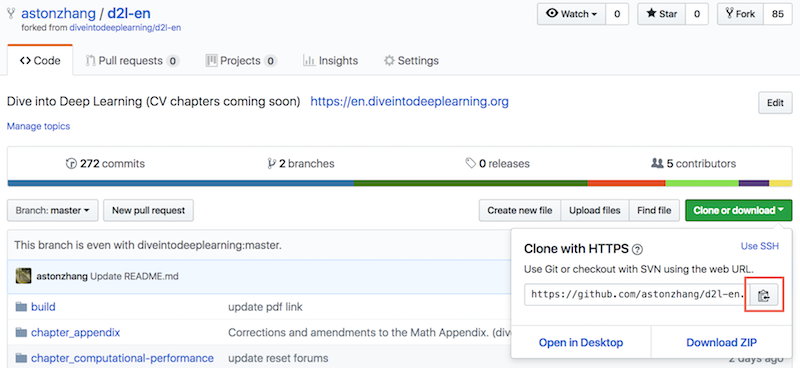 astonzhang / d2l-en
forked from diveintodeeplearning/d2l-en
Watch 0 Star 0 Fork 85
Code Pull requests 0 Projects 0 Insights Settings
Dive into Deep Learning (CV chapters coming soon) https://en.diveintodeeplearning.org Edit
Manage topics
272 commits 2 branches 0 releases 5 contributors
Branch: master New pull request Create new file Upload files Find file Clone or download
This branch is even with diveintodeeplearning:master.
astonzhang Update README.md
build update pdf link
chapter_appendix Corrections and amendments to the Math Appendix. (dive
chapter_computational-performance update reset forums 2 days ago
Clone with HTTPS ? Use SSH
Use Git or checkout with SVN using the web URL.
https://github.com/astonzhang/d2l-en.
Open in Desktop Download ZIP